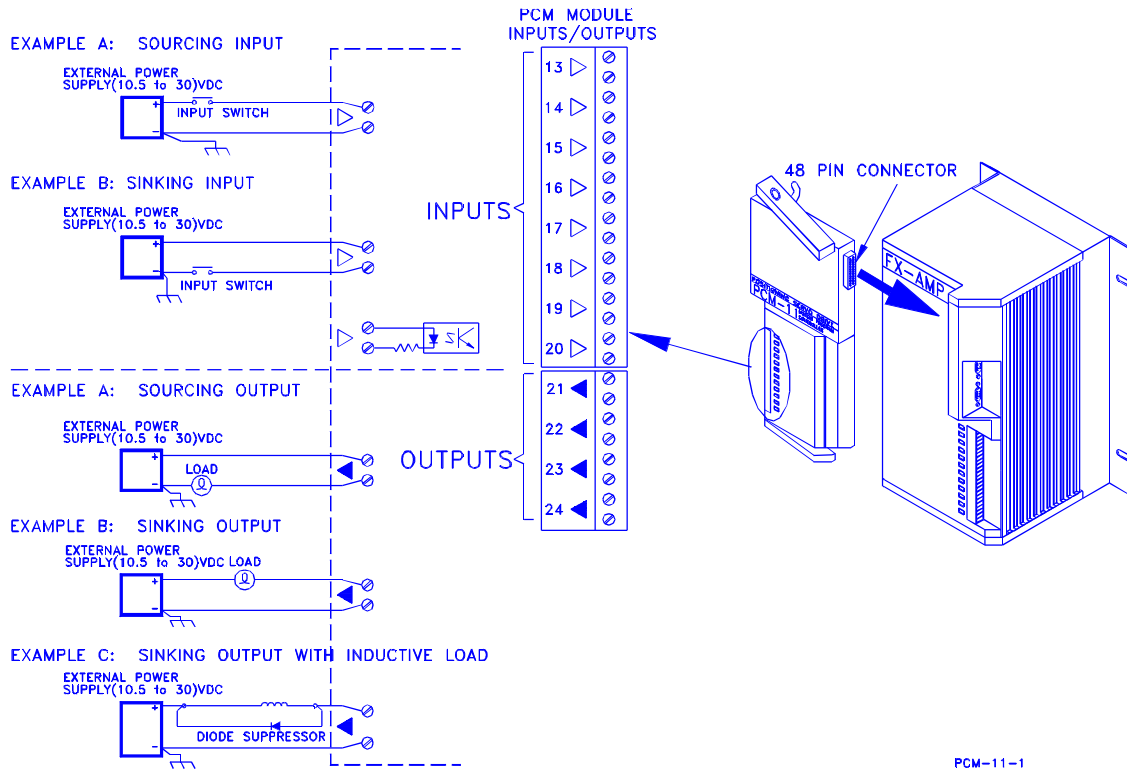 PCM MODULE
INPUTS/OUTPUTS
EXAMPLE A: SOURCING INPUT
EXTERNAL POWER
SUPPLY(10.5 to 30)VDC
+
INPUT SWITCH
-
EXAMPLE B: SINKING INPUT
EXTERNAL POWER
SUPPLY(10.5 to 30)VDC
+
-
INPUT SWITCH
INPUTS
13
14
15
16
17
18
19
20
EXAMPLE A: SOURCING OUTPUT
EXTERNAL POWER
SUPPLY(10.5 to 30)VDC
+
LOAD
-
EXAMPLE B: SINKING OUTPUT
EXTERNAL POWER
SUPPLY(10.5 to 30)VDC LOAD
+
-
EXAMPLE C: SINKING OUTPUT WITH INDUCTIVE LOAD
EXTERNAL POWER
SUPPLY(10.5 to 30)VDC
+
DIODE SUPPRESSOR
-
OUTPUTS
21
22
23
24
48 PIN CONNECTOR
FX-AMP
PCM-11
PCM-11-1